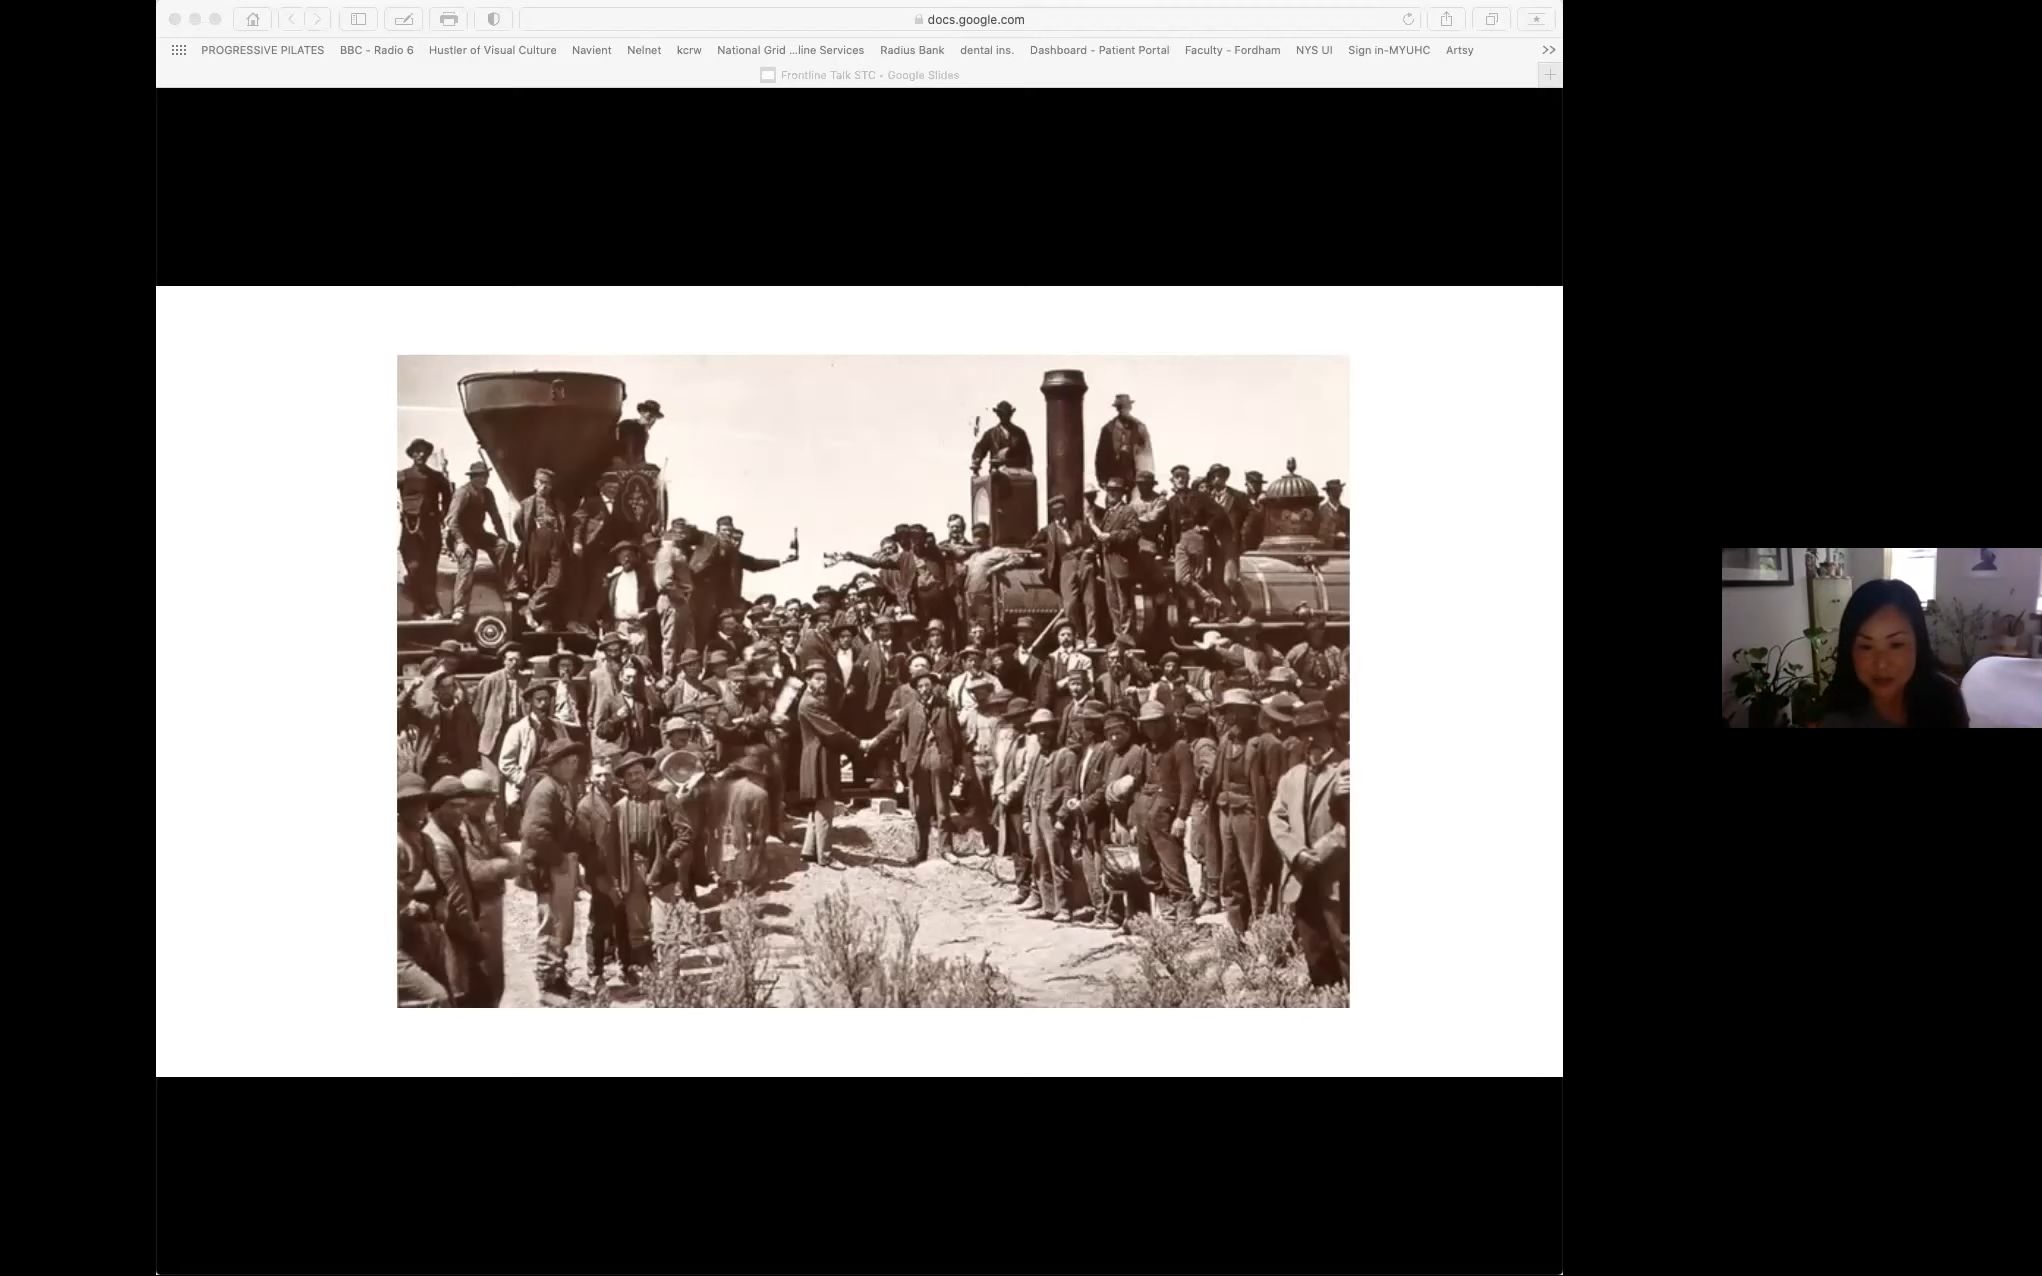 docs.google.com
PROGRESSIVE PILATES BBC - Radio 6 Hustler of Visual Culture Navient Nelnet kcrw National Grid ...line Services Radius Bank dental ins. Dashboard - Patient Portal Faculty - Fordham NYS UI Sign in-MYUHC Artsy >>
Frontline Talk STC - Google Slides